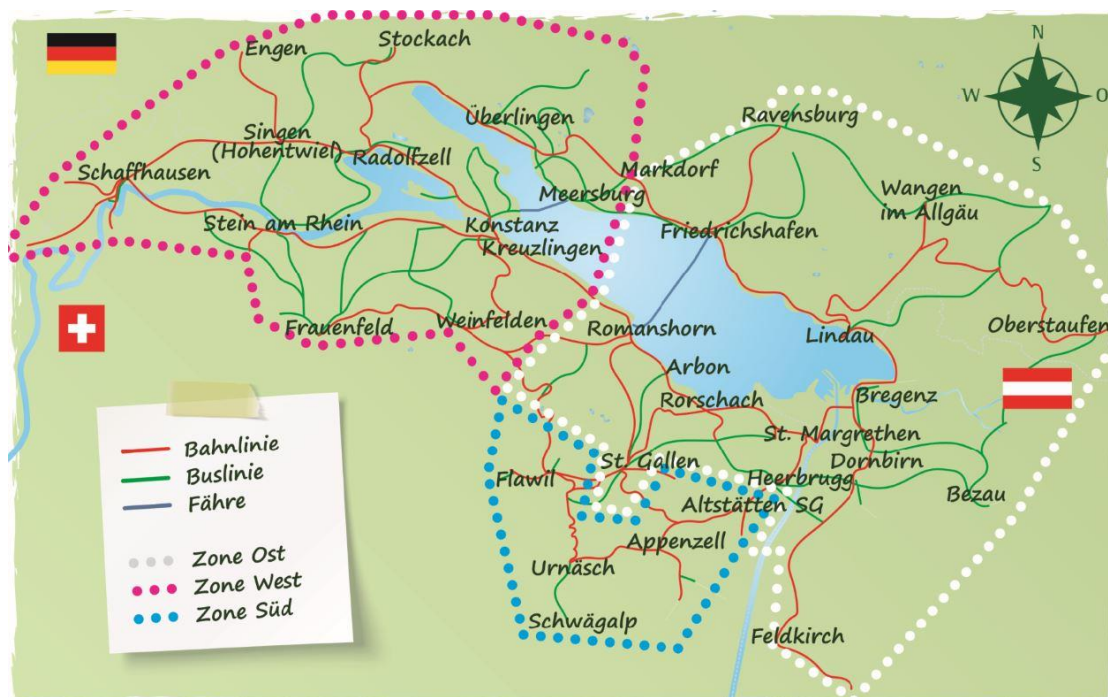 N
W
O
S
Engen
Stockach
Überlingen
Ravensburg
Singen
(Hohentwiel)
Radolfzell
Schaffhausen
Markdorf
Wangen
im Allgäu
Meersburg
Stein am Rhein
Konstanz
Friedrichshafen
Kreuzlingen
Frauenfeld
Weinfelden
Romanshorn
Lindau
Oberstaufen
Arbon
Rorschach
Bregenz
St. Margrethen
Flawil
St. Gallen
Dornbirn
Heerbrugg
Bezau
Altstätten SG
Appenzell
Urnäsch
Schwägalp
Feldkirch
Bahnlinie
Buslinie
Fähre
Zone Ost
Zone West
Zone Süd